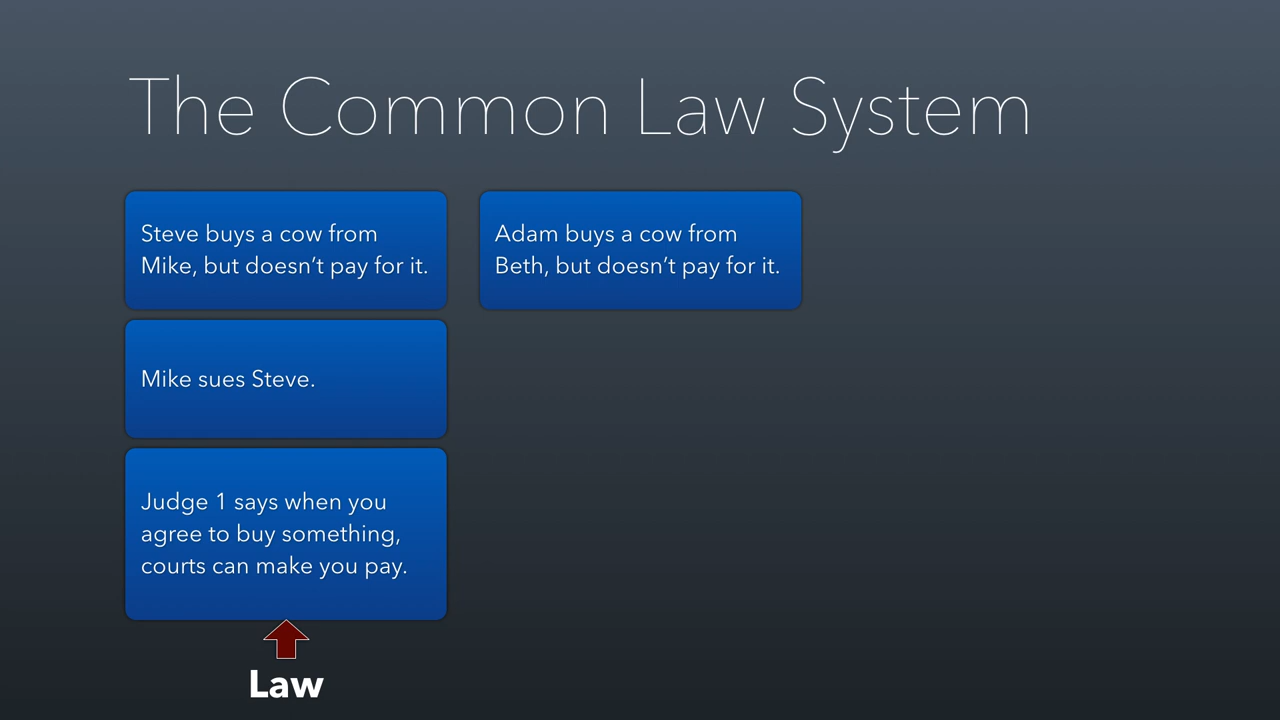 The Common Law System
Steve buys a cow from
Mike, but doesn’t pay for it.
Mike sues Steve.
Judge 1 says when you
agree to buy something,
courts can make you pay.
Law
Adam buys a cow from
Beth, but doesn’t pay for it.